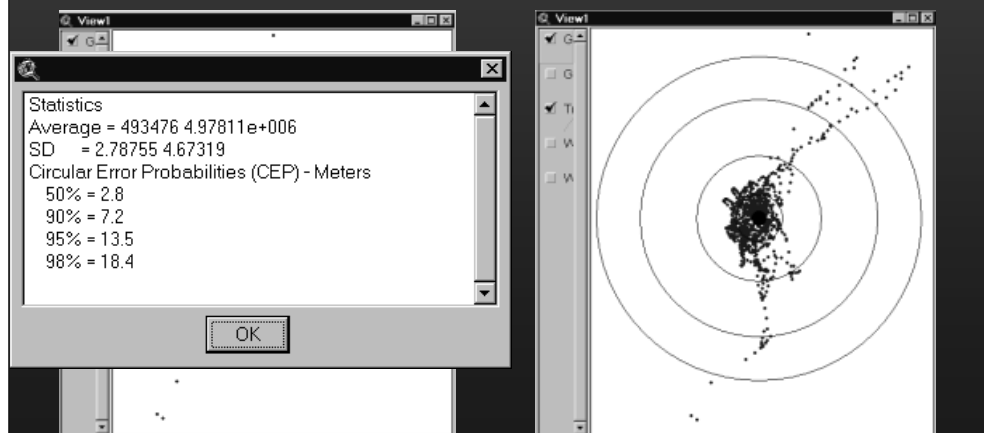 View1
G
Statistics
Average = 493476 4.97811e+006
SD = 2.78755 4.67319
Circular Error Probabilities (CEP) - Meters
50% = 2.8
90% = 7.2
95% = 13.5
98% = 18.4
OK
View1
G
G
Tr
W
W